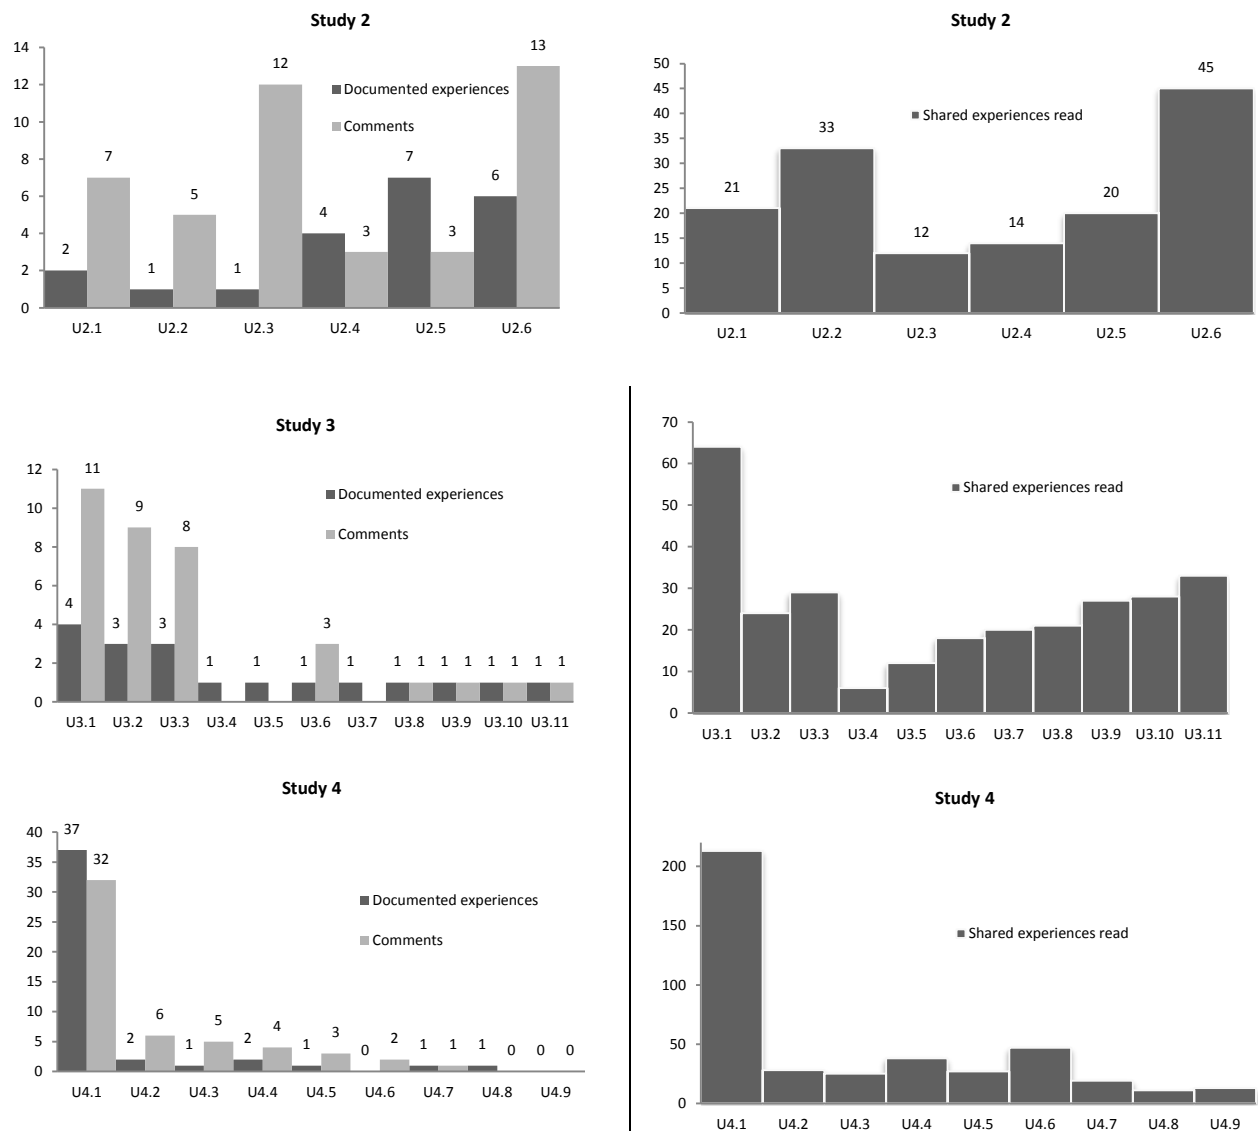 Study 2
14
12
10
8
6
4
2
0
Documented experiences
Comments
2 7 1 5 1 12 4 3 7 3 6 13
U2.1 U2.2 U2.3 U2.4 U2.5 U2.6
Study 2
50
45
40
35
30
25
20
15
10
5
0
Shared experiences read
21 33 12 14 20 45
U2.1 U2.2 U2.3 U2.4 U2.5 U2.6
Study 3
12
10
8
6
4
2
0
Documented experiences
Comments
4 11 3 9 3 8 1 1 1 3 1 1 1 1 1 1 1 1 1
U3.1 U3.2 U3.3 U3.4 U3.5 U3.6 U3.7 U3.8 U3.9 U3.10 U3.11
70
60
50
40
30
20
10
0
Shared experiences read
U3.1 U3.2 U3.3 U3.4 U3.5 U3.6 U3.7 U3.8 U3.9 U3.10 U3.11
Study 4
40
35
30
25
20
15
10
5
0
Documented experiences
Comments
37 32 2 6 1 5 2 4 1 3 0 2 1 1 1 0 0 0
U4.1 U4.2 U4.3 U4.4 U4.5 U4.6 U4.7 U4.8 U4.9
Study 4
200
150
100
50
0
Shared experiences read
U4.1 U4.2 U4.3 U4.4 U4.5 U4.6 U4.7 U4.8 U4.9